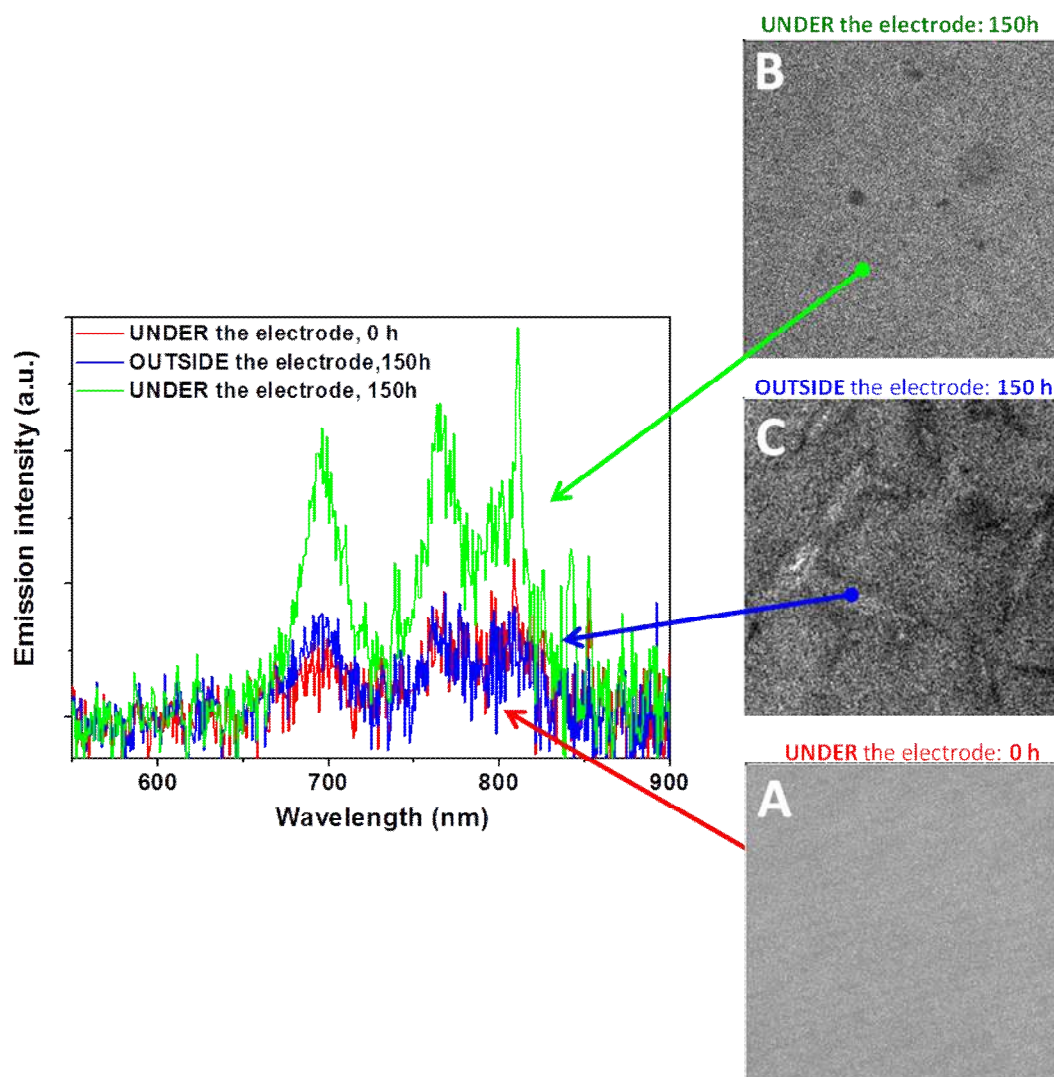 UNDER the electrode: 150h
B
UNDER the electrode, 0 h
OUTSIDE the electrode,150h
UNDER the electrode, 150h
OUTSIDE the electrode: 150 h
C
Emission intensity (a.u.)
600
700
800
900
Wavelength (nm)
UNDER the electrode: 0 h
A